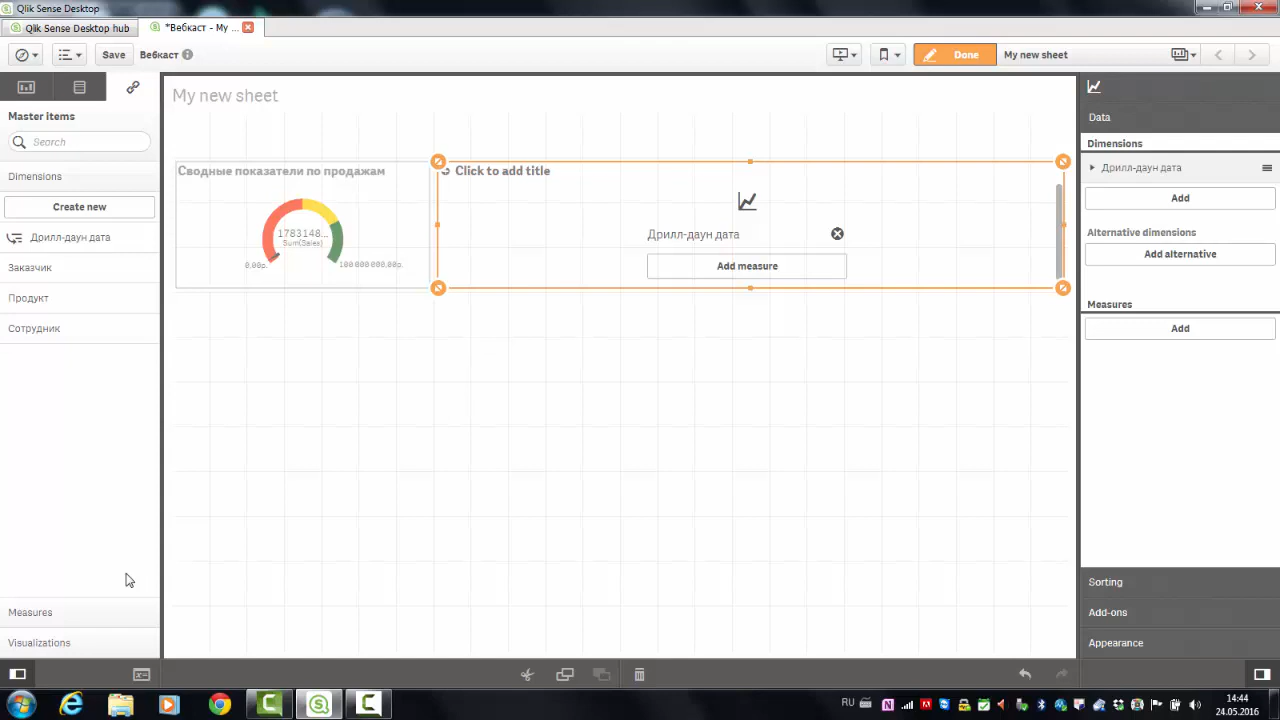 Qlik Sense Desktop
Qlik Sense Desktop hub
*Вебкаст - My ...
Save
Вебкаст
Done
My new sheet
Master items
Search
Dimensions
Create new
Дрилл-даун дата
Заказчик
Продукт
Сотрудник
Measures
Visualizations
My new sheet
Сводные показатели по продажам
1783148...
Sum(Sales)
0.00р.
100 000 000.00р.
Click to add title
Дрилл-даун дата
Add measure
Data
Dimensions
Дрилл-даун дата
Add
Alternative dimensions
Add alternative
Measures
Add
Sorting
Add-ons
Appearance
RU
14:44
24.05.2016